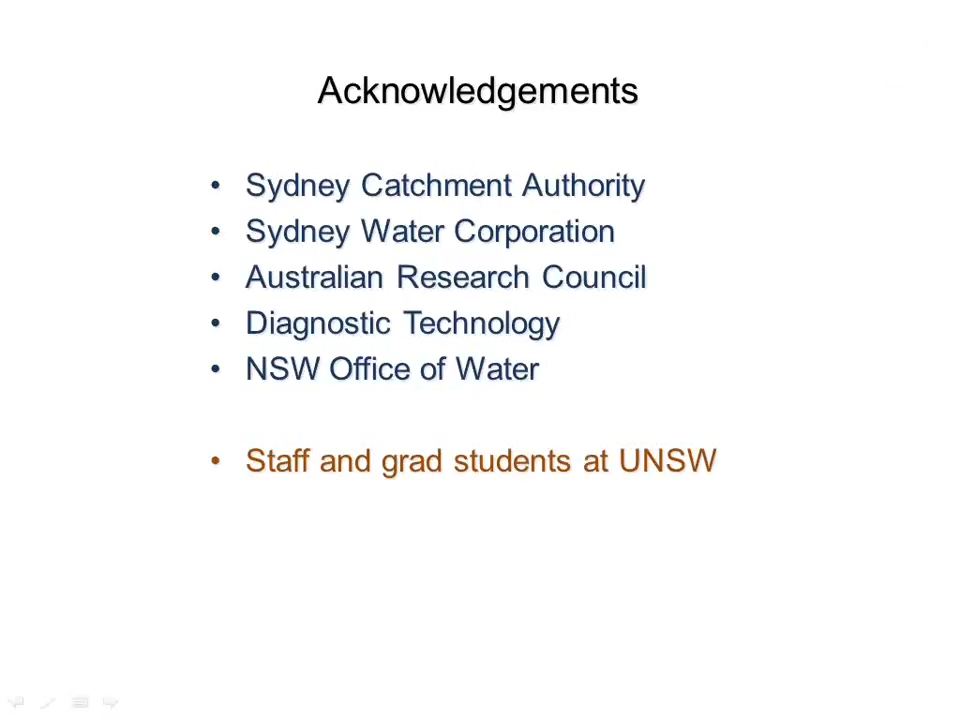 Acknowledgements
• Sydney Catchment Authority
• Sydney Water Corporation
• Australian Research Council
• Diagnostic Technology
• NSW Office of Water
• Staff and grad students at UNSW